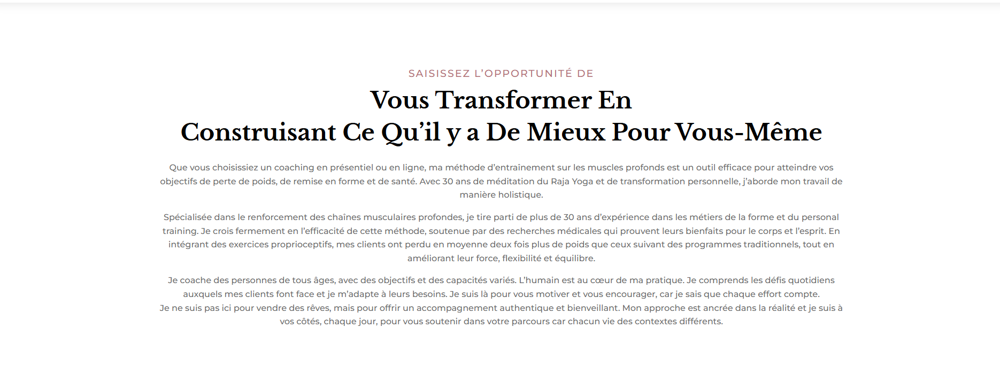 SAISISSEZ L’OPPORTUNITÉ DE
Vous Transformer En
Construisant Ce Qu’il y a De Mieux Pour Vous-Même
Que vous choisissiez un coaching en présentiel ou en ligne, ma méthode d’entraînement sur les muscles profonds est un outil efficace pour atteindre vos
objectifs de perte de poids, de remise en forme et de santé. Avec 30 ans de méditation du Raja Yoga et de transformation personnelle, j’aborde mon travail de
manière holistique.
Spécialisée dans le renforcement des chaînes musculaires profondes, je tire parti de plus de 30 ans d’expérience dans les métiers de la forme et du personal
training. Je crois fermement en l’efficacité de cette méthode, soutenue par des recherches médicales qui prouvent leurs bienfaits pour le corps et l’esprit. En
intégrant des exercices proprioceptifs, mes clients ont perdu en moyenne deux fois plus de poids que ceux suivant des programmes traditionnels, tout en
améliorant leur force, flexibilité et équilibre.
Je coache des personnes de tous âges, avec des objectifs et des capacités variés. L’humain est au cœur de ma pratique. Je comprends les défis quotidiens
auxquels mes clients font face et je m’adapte à leurs besoins. Je suis là pour vous motiver et vous encourager, car je sais que chaque effort compte.
Je ne suis pas ici pour vendre des rêves, mais pour offrir un accompagnement authentique et bienveillant. Mon approche est ancrée dans la réalité et je suis à
vos côtés, chaque jour, pour vous soutenir dans votre parcours car chacun vie des contextes différents.